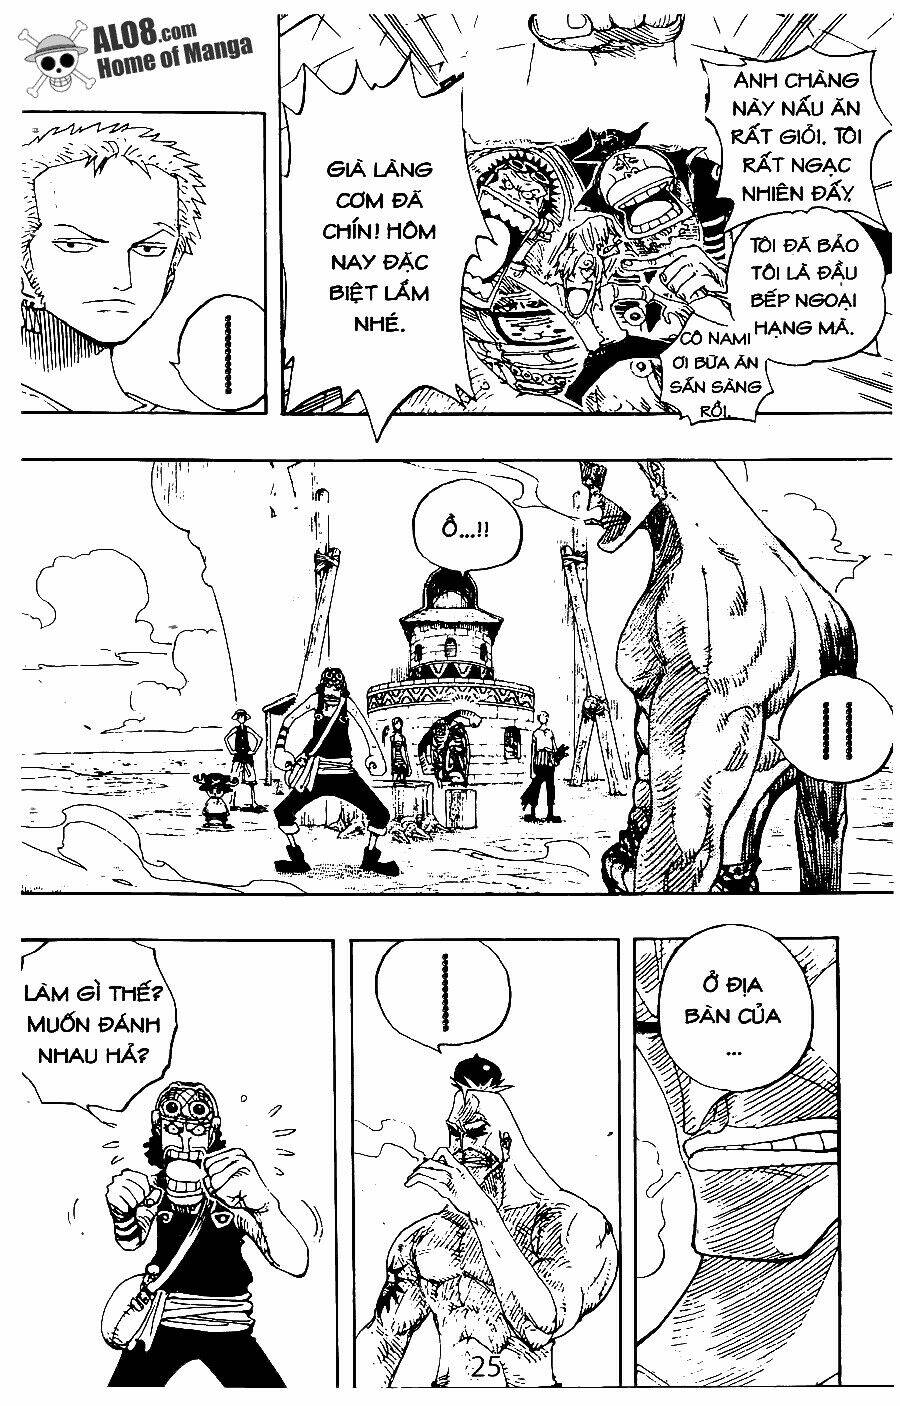 AL08.com
Home of Manga
ANH CHÀNG
NÀY NẤU ĂN
RẤT GIỎI. TÔI
RẤT NGẠC
NHIÊN ĐẤY.
TÔI ĐÃ BẢO
TÔI LÀ ĐẦU
BẾP NGOẠI
HẠNG MÀ.
CÔ NAMI
ƠI BỮA ĂN
SẴN SÀNG
RỒI.
GIÀ LÀNG
CƠM ĐÃ
CHÍN! HÔM
NAY ĐẶC
BIỆT LẮM
NHÉ.
Ồ...!!
Ở ĐỊA
BÀN CỦA
...
LÀM GÌ THẾ?
MUỐN ĐÁNH
NHAU HẢ?
25